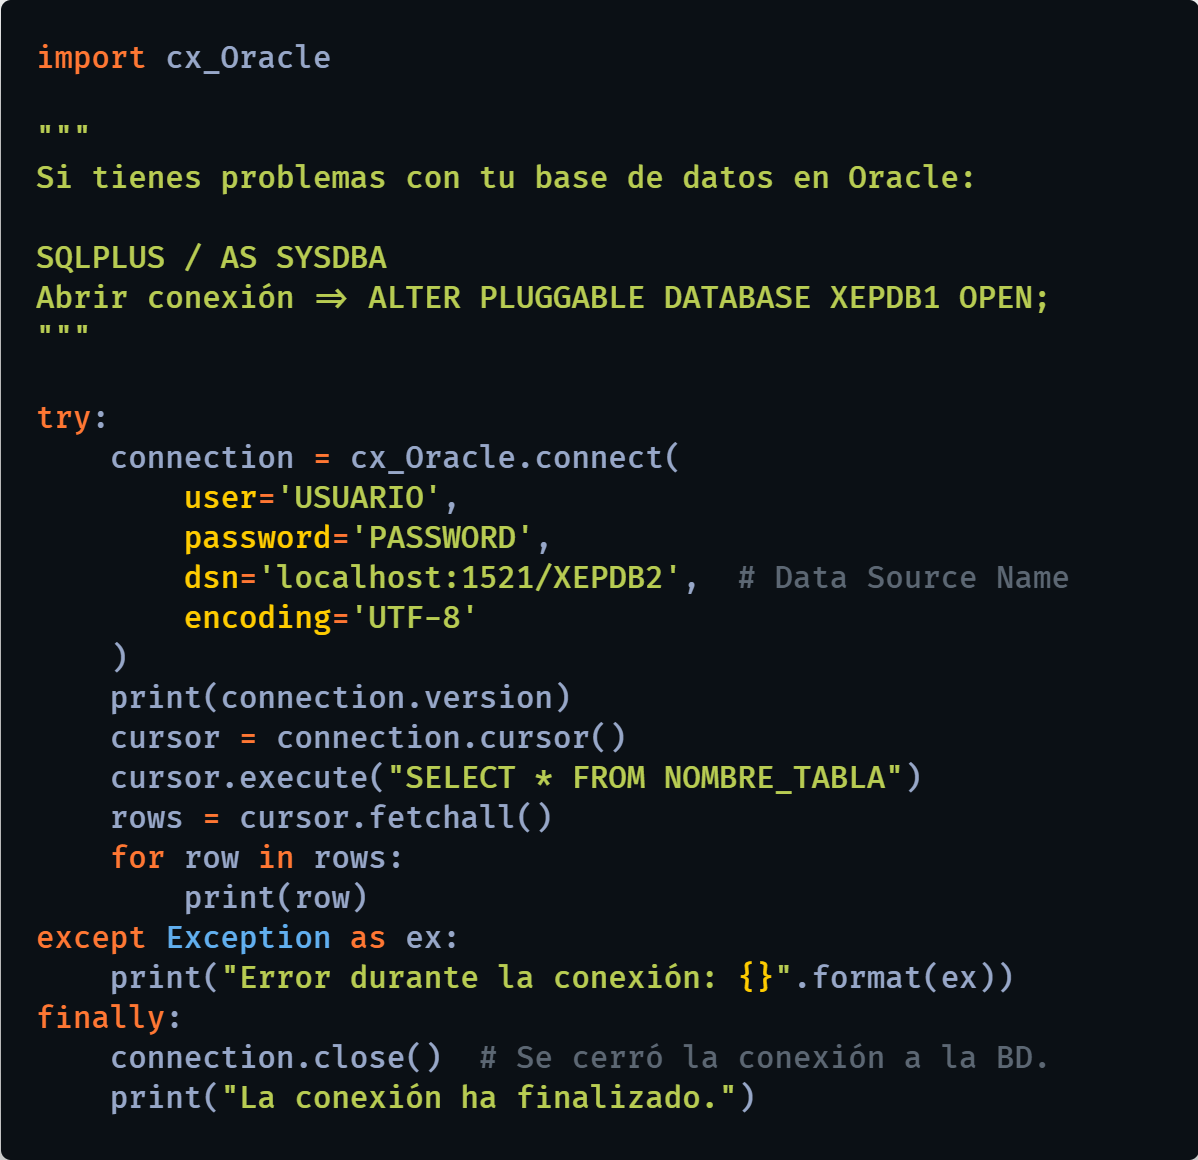 import cx_Oracle
"""
Si tienes problemas con tu base de datos en Oracle:
SQLPLUS / AS SYSDBA
Abrir conexión => ALTER PLUGGABLE DATABASE XEPDB1 OPEN;
"""
try:
    connection = cx_Oracle.connect(
        user='USUARIO',
        password='PASSWORD',
        dsn='localhost:1521/XEPDB2',  # Data Source Name
        encoding='UTF-8'
    )
    print(connection.version)
    cursor = connection.cursor()
    cursor.execute("SELECT * FROM NOMBRE_TABLA")
    rows = cursor.fetchall()
    for row in rows:
        print(row)
except Exception as ex:
    print("Error durante la conexión: {}".format(ex))
finally:
    connection.close()  # Se cerró la conexión a la BD.
    print("La conexión ha finalizado.")